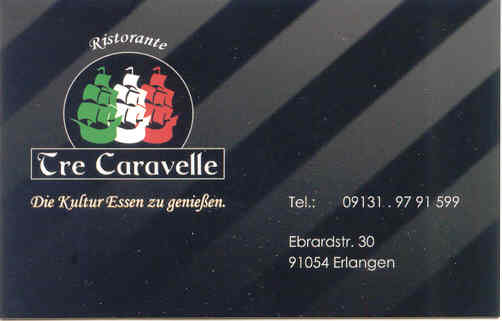 Ristorante
Tre Caravelle
Die Kultur Essen zu genießen.
Tel.: 09131 . 97 91 599
Ebrardstr. 30
91054 Erlangen